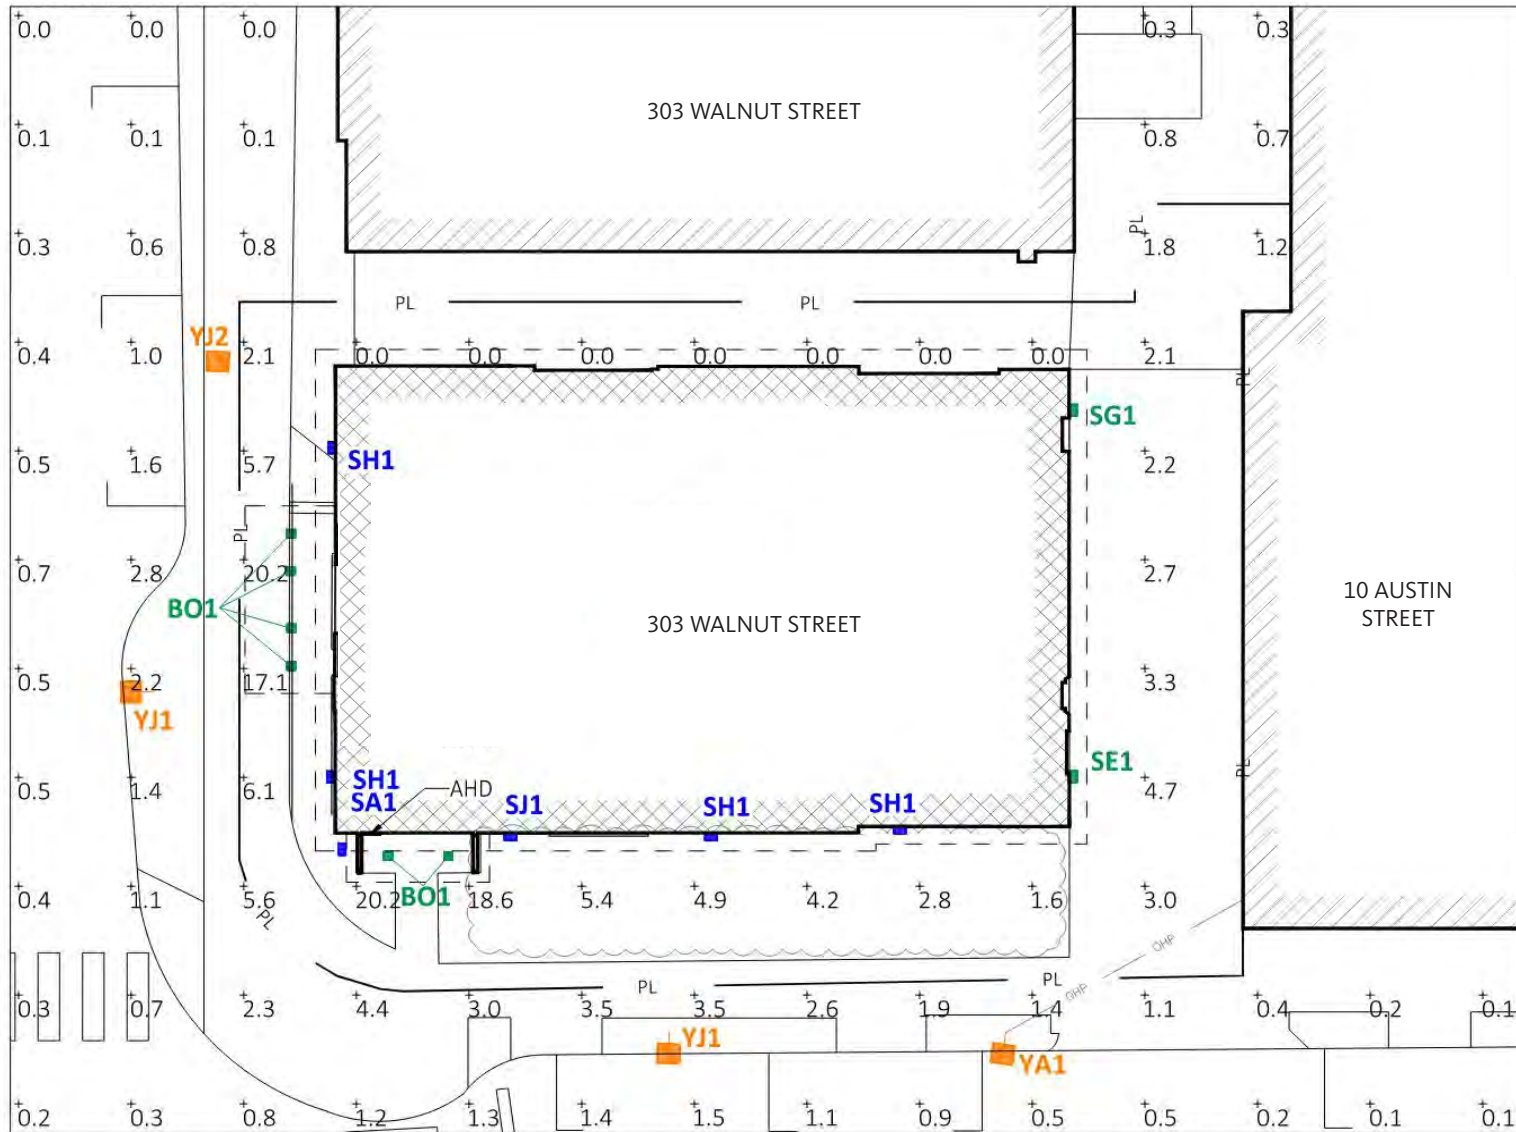 0.0 0.0 0.0 0.3 0.3
303 WALNUT STREET
0.1 0.1 0.1 0.8 0.7
0.3 0.6 0.8 PL 1.8 1.2
PL PL
YJ2
0.4 1.0 2.1 0.0 0.0 0.0 0.0 0.0 0.0 0.0 2.1
PL
SG1
0.5 1.6 5.7 SH1 2.2
PL
0.7 2.8 20.2 2.7
10 AUSTIN
STREET
BO1
303 WALNUT STREET
0.5 2.2 17.1 3.3
YJ1
SE1
PL
0.5 1.4 6.1 SH1 AHD 4.7
SA1 SJ1 SH1 SH1
0.4 1.1 5.6 20.2 BO1 18.6 5.4 4.9 4.2 2.8 1.6 3.0
PL
OHP
PL PL
OHP
0.3 0.7 2.3 4.4 3.0 3.5 3.5 2.6 1.9 1.4 1.1 0.4 0.2 0.1
YJ1 YA1
0.2 0.3 0.8 1.2 1.3 1.4 1.5 1.1 0.9 0.5 0.5 0.2 0.1 0.1